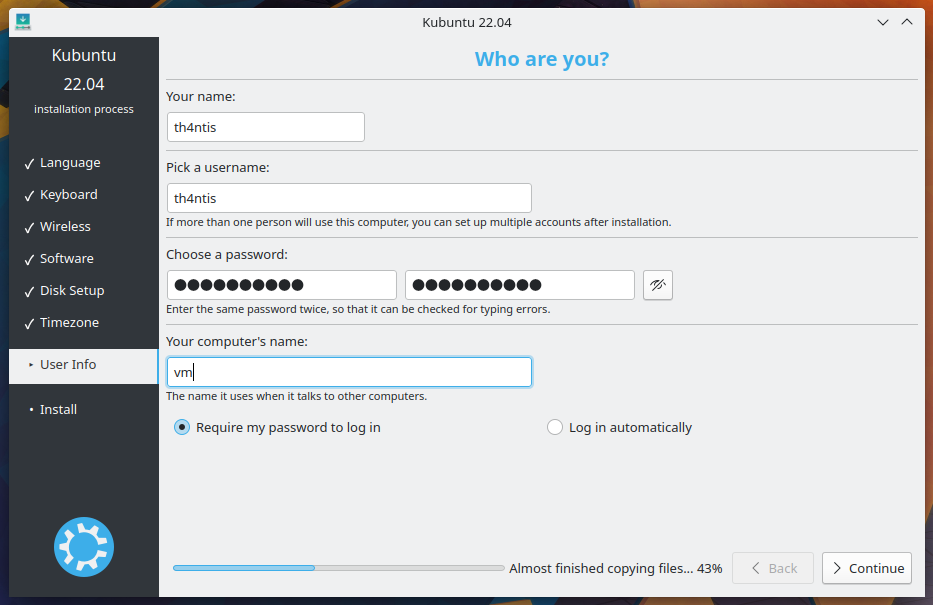 Kubuntu 22.04
Kubuntu
22.04
installation process
✓ Language
✓ Keyboard
✓ Wireless
✓ Software
✓ Disk Setup
✓ Timezone
‣ User Info
• Install
Who are you?
Your name:
th4ntis
Pick a username:
th4ntis
If more than one person will use this computer, you can set up multiple accounts after installation.
Choose a password:
●●●●●●●●●● ●●●●●●●●●●
Enter the same password twice, so that it can be checked for typing errors.
Your computer's name:
vm
The name it uses when it talks to other computers.
Require my password to log in Log in automatically
Almost finished copying files... 43% Back Continue